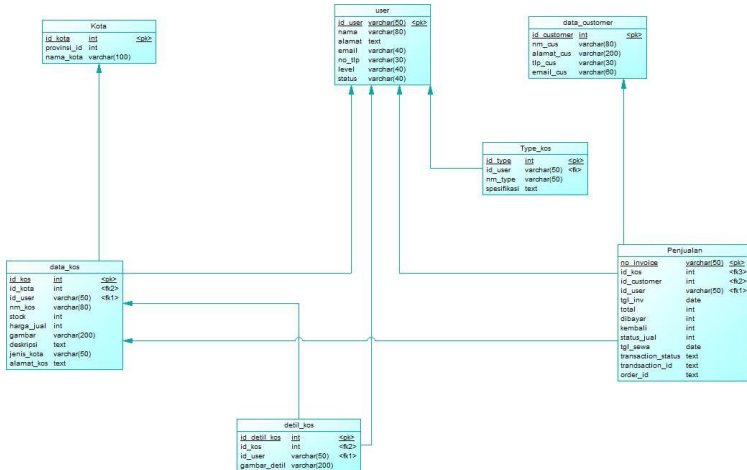 Kota
id_kota int <pk>
provinsi_id int
nama_kota varchar(100)
user
id_user varchar(50) <pk>
nama varchar(80)
alamat text
email varchar(40)
no_tlp varchar(30)
level varchar(40)
status varchar(40)
data_customer
id_customer int <pk>
nm_cus varchar(80)
alamat_cus varchar(200)
tlp_cus varchar(30)
email_cus varchar(60)
Type_kos
id_type int <pk>
id_user varchar(50) <fk>
nm_type varchar(50)
spesifikasi text
data_kos
id_kos int <pk>
id_kota int <fk2>
id_user varchar(50) <fk1>
nm_kos varchar(80)
stock int
harga_jual int
gambar varchar(200)
deskripsi text
jenis_kota varchar(50)
alamat_kos text
Penjualan
no_invoice varchar(50) <pk>
id_kos int <fk3>
id_customer int <fk2>
id_user varchar(50) <fk1>
tgl_inv date
total int
dibayar int
kembali int
status_jual int
tgl_sewa date
transaction_status text
trandsaction_id text
order_id text
detil_kos
id_detil_kos int <pk>
id_kos int <fk2>
id_user varchar(50) <fk1>
gambar_detil varchar(200)